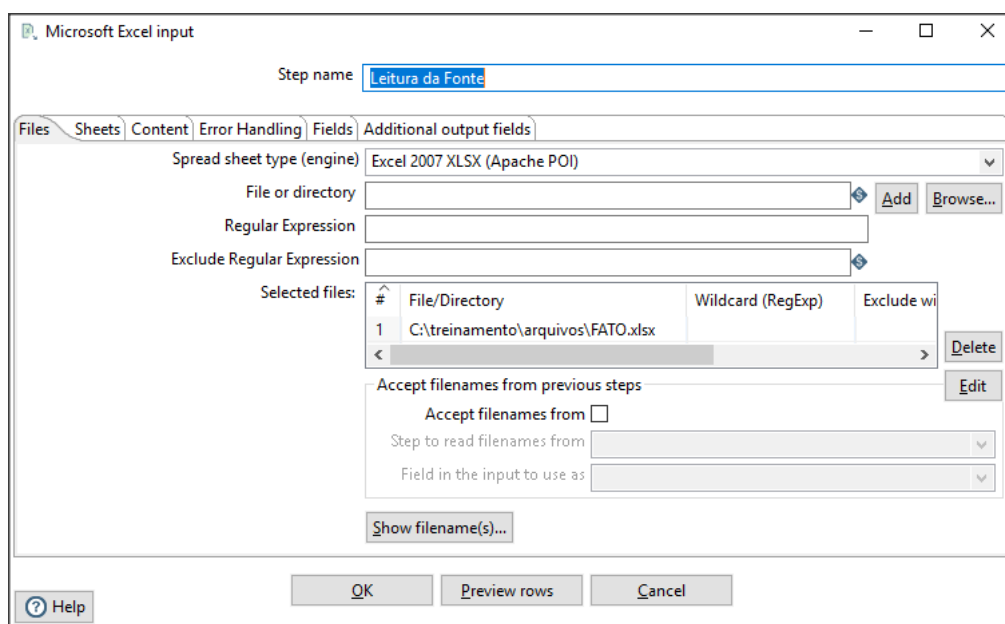 Microsoft Excel input
Step name Leitura da Fonte
Files Sheets Content Error Handling Fields Additional output fields
Spread sheet type (engine) Excel 2007 XLSX (Apache POI)
File or directory Add Browse...
Regular Expression
Exclude Regular Expression
Selected files: # File/Directory Wildcard (RegExp) Exclude wi
1 C:\treinamento\arquivos\FATO.xlsx
Delete
Accept filenames from previous steps Edit
Accept filenames from
Step to read filenames from
Field in the input to use as
Show filename(s)...
OK Preview rows Cancel
Help